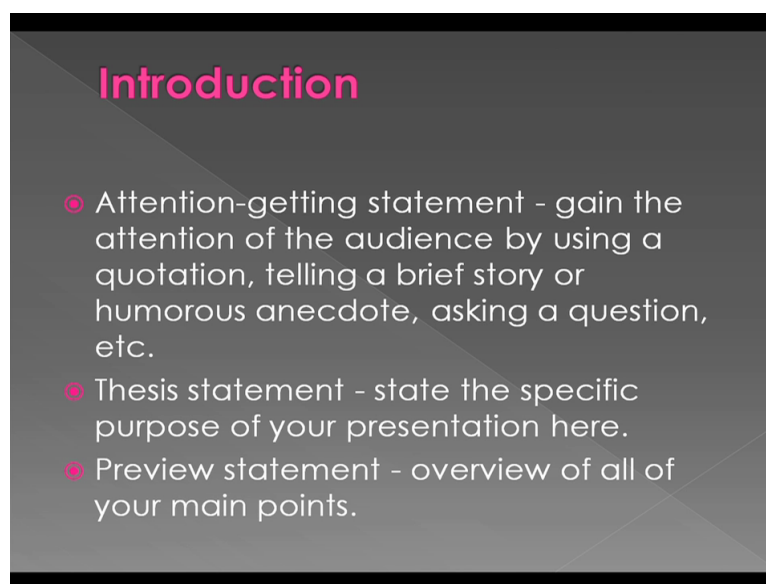 Introduction
Attention-getting statement - gain the
attention of the audience by using a
quotation, telling a brief story or
humorous anecdote, asking a question,
etc.
Thesis statement - state the specific
purpose of your presentation here.
Preview statement - overview of all of
your main points.